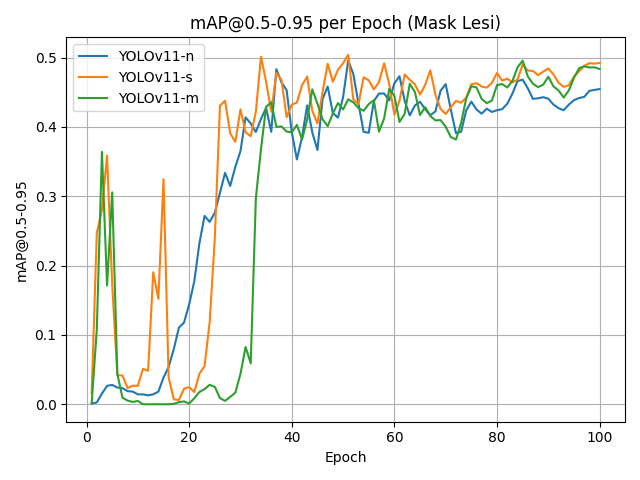 mAP@0.5-0.95 per Epoch (Mask Lesi)
YOLOv11-n
YOLOv11-s
YOLOv11-m
mAP@0.5-0.95
0.5
0.4
0.3
0.2
0.1
0.0
0 20 40 60 80 100
Epoch